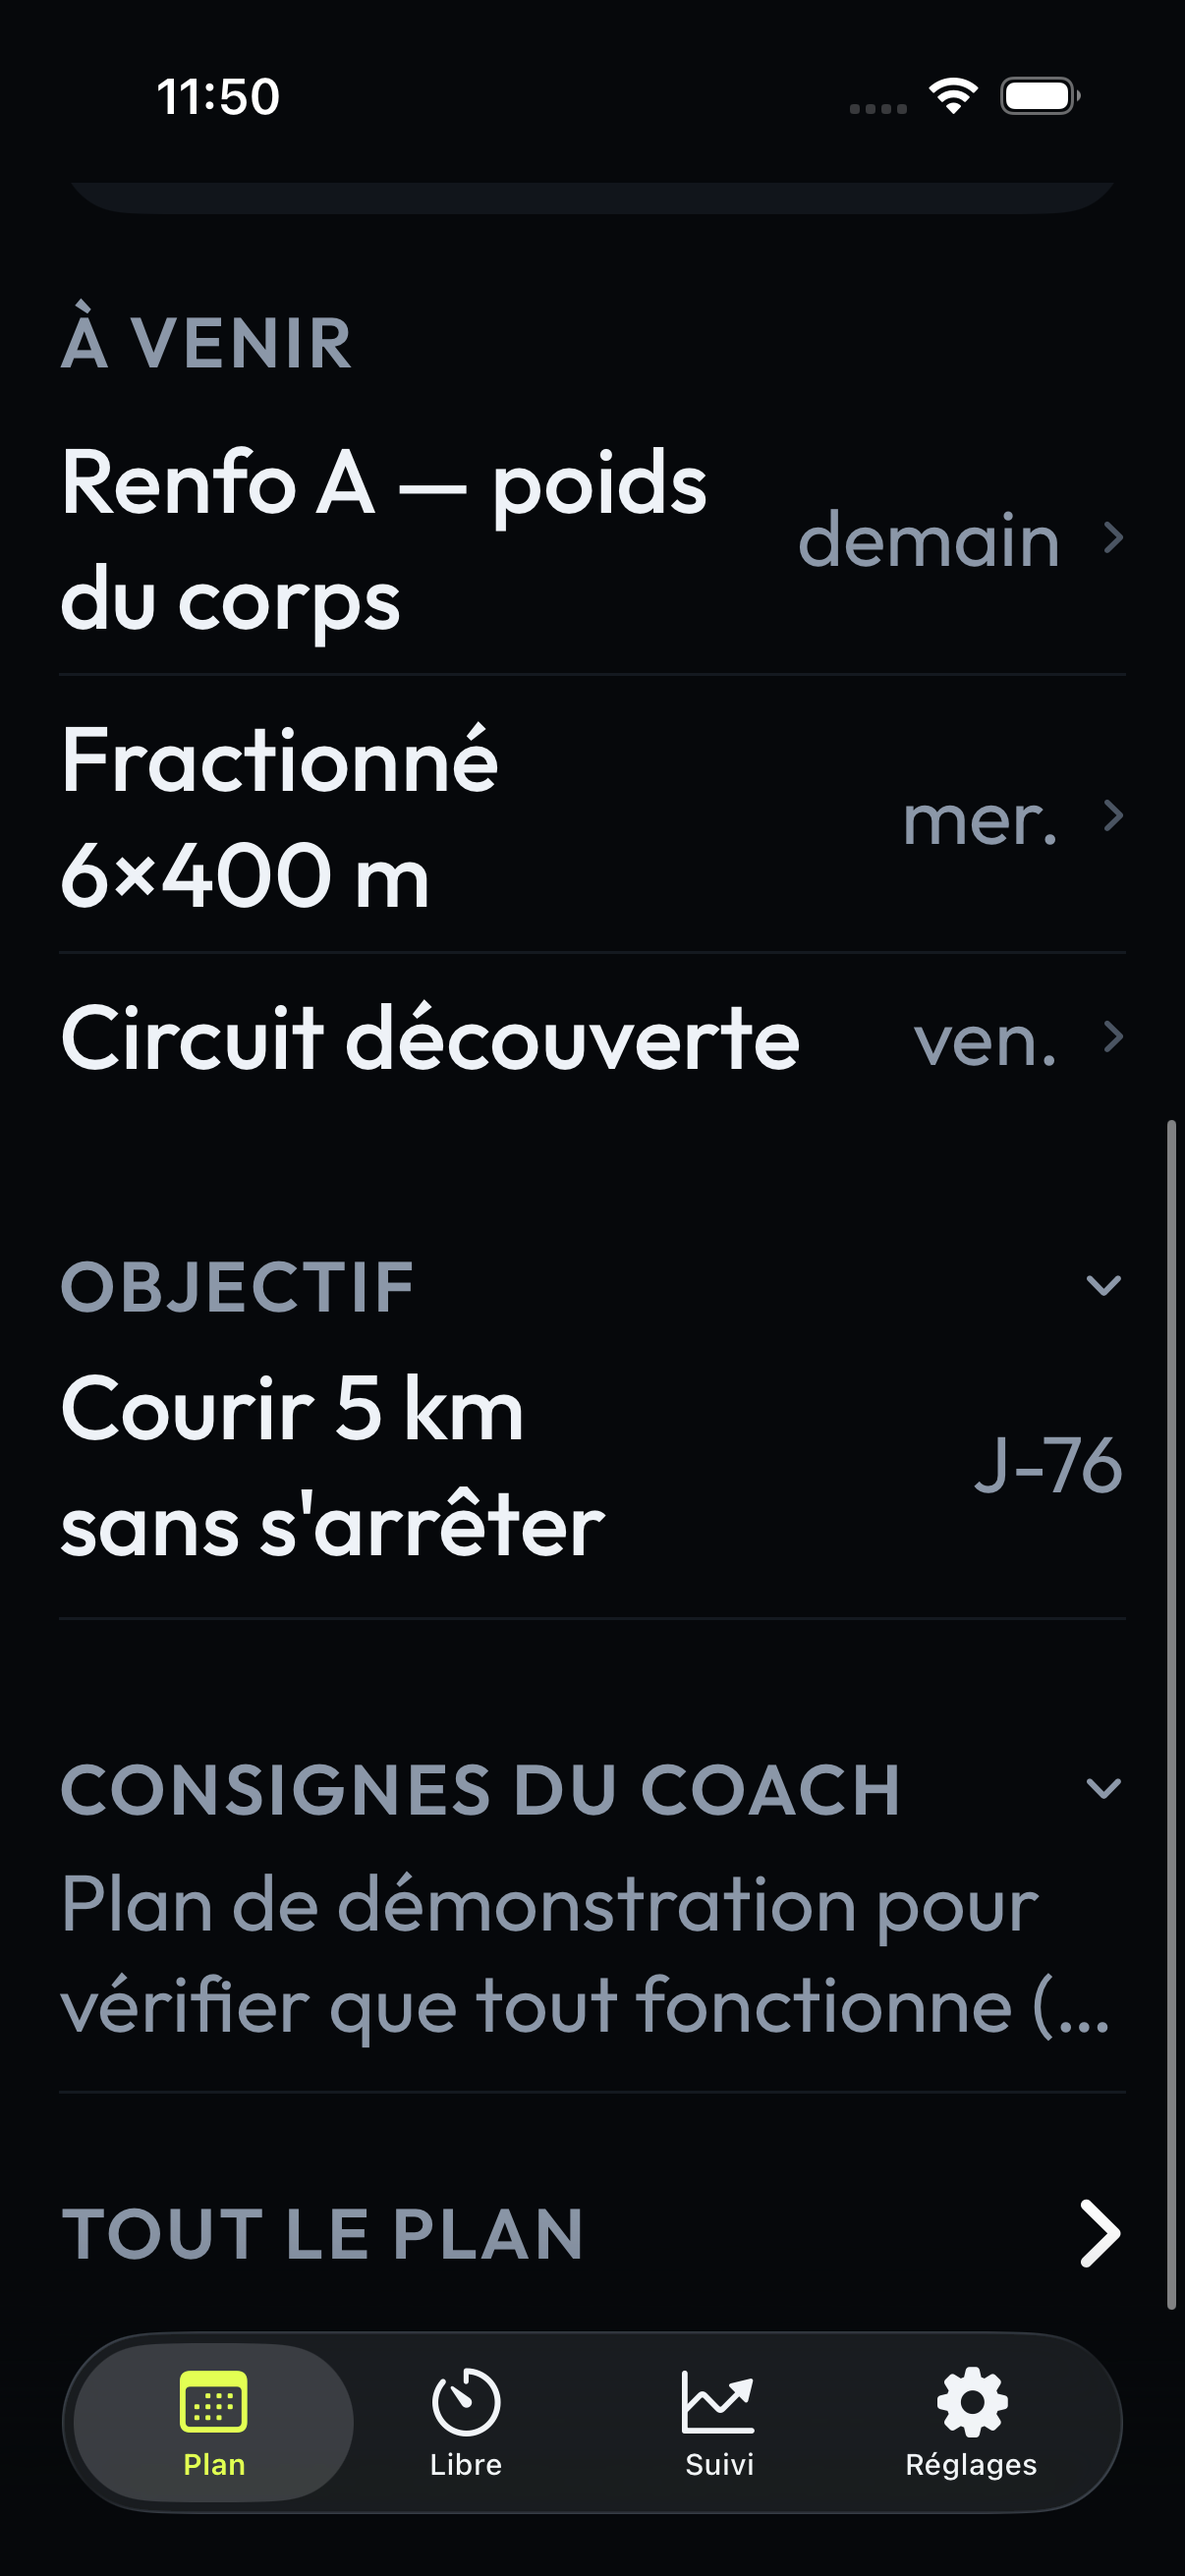 11:50
À VENIR
Renfo A — poids
du corps
demain
Fractionné
6×400 m
mer.
Circuit découverte
ven.
OBJECTIF
Courir 5 km
sans s'arrêter
J-76
CONSIGNES DU COACH
Plan de démonstration pour
vérifier que tout fonctionne (…
TOUT LE PLAN
Plan
Libre
Suivi
Réglages